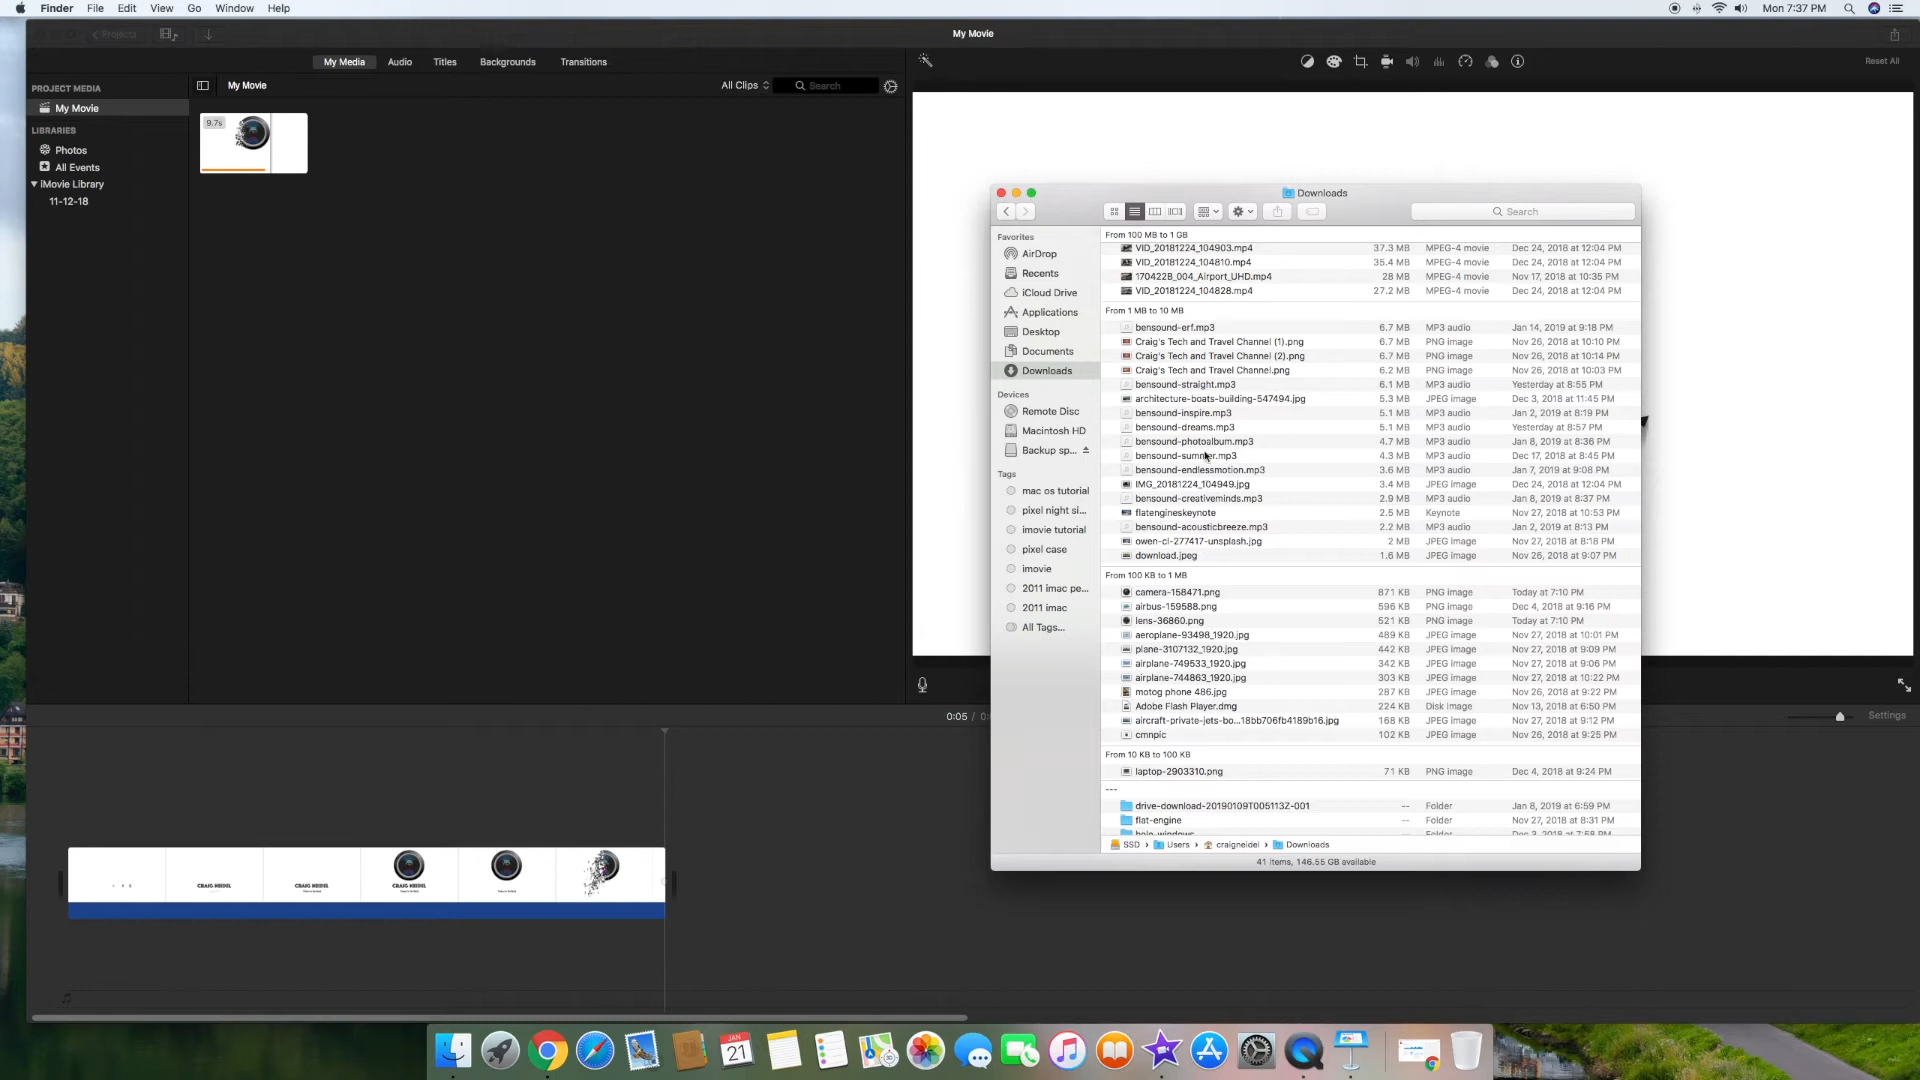 Finder File Edit View Go Window Help
Mon 7:37 PM
Projects
My Movie
My Media Audio Titles Backgrounds Transitions
Reset All
PROJECT MEDIA
My Movie
LIBRARIES
Photos
All Events
iMovie Library
11-12-18
My Movie
All Clips
Search
9.7s
Downloads
Search
Favorites
AirDrop
Recents
iCloud Drive
Applications
Desktop
Documents
Downloads
Devices
Remote Disc
Macintosh HD
Backup sp...
Tags
mac os tutorial
pixel night si...
imovie tutorial
pixel case
imovie
2011 imac pe...
2011 imac
All Tags...
From 100 MB to 1 GB
VID_20181224_104903.mp4 37.3 MB MPEG-4 movie Dec 24, 2018 at 12:04 PM
VID_20181224_104810.mp4 35.4 MB MPEG-4 movie Dec 24, 2018 at 12:04 PM
170422B_004_Airport_UHD.mp4 28 MB MPEG-4 movie Nov 17, 2018 at 10:35 PM
VID_20181224_104828.mp4 27.2 MB MPEG-4 movie Dec 24, 2018 at 12:04 PM
From 1 MB to 10 MB
bensound-erf.mp3 6.7 MB MP3 audio Jan 14, 2019 at 9:18 PM
Craig's Tech and Travel Channel (1).png 6.7 MB PNG image Nov 26, 2018 at 10:10 PM
Craig's Tech and Travel Channel (2).png 6.7 MB PNG image Nov 26, 2018 at 10:14 PM
Craig's Tech and Travel Channel.png 6.2 MB PNG image Nov 26, 2018 at 10:03 PM
bensound-straight.mp3 6.1 MB MP3 audio Yesterday at 8:55 PM
architecture-boats-building-547494.jpg 5.3 MB JPEG image Dec 3, 2018 at 11:45 PM
bensound-inspire.mp3 5.1 MB MP3 audio Jan 2, 2019 at 8:19 PM
bensound-dreams.mp3 5.1 MB MP3 audio Yesterday at 8:57 PM
bensound-photoalbum.mp3 4.7 MB MP3 audio Jan 8, 2019 at 8:36 PM
bensound-summer.mp3 4.3 MB MP3 audio Dec 17, 2018 at 8:45 PM
bensound-endlessmotion.mp3 3.6 MB MP3 audio Jan 7, 2019 at 9:08 PM
IMG_20181224_104949.jpg 3.4 MB JPEG image Dec 24, 2018 at 12:04 PM
bensound-creativeminds.mp3 2.9 MB MP3 audio Jan 8, 2019 at 8:37 PM
flatengineskeynote 2.5 MB Keynote Nov 27, 2018 at 10:53 PM
bensound-acousticbreeze.mp3 2.2 MB MP3 audio Jan 2, 2019 at 8:13 PM
owen-cl-277417-unsplash.jpg 2 MB JPEG image Nov 27, 2018 at 8:18 PM
download.jpeg 1.6 MB JPEG image Nov 26, 2018 at 9:07 PM
From 100 KB to 1 MB
camera-158471.png 871 KB PNG image Today at 7:10 PM
airbus-159588.png 596 KB PNG image Dec 4, 2018 at 9:16 PM
lens-36860.png 521 KB PNG image Today at 7:10 PM
aeroplane-93498_1920.jpg 489 KB JPEG image Nov 27, 2018 at 10:01 PM
plane-3107132_1920.jpg 442 KB JPEG image Nov 27, 2018 at 9:09 PM
airplane-749533_1920.jpg 342 KB JPEG image Nov 27, 2018 at 9:06 PM
airplane-744863_1920.jpg 303 KB JPEG image Nov 27, 2018 at 10:22 PM
motog phone 486.jpg 287 KB JPEG image Nov 26, 2018 at 9:22 PM
Adobe Flash Player.dmg 224 KB Disk Image Nov 13, 2018 at 6:50 PM
aircraft-private-jets-bo...18bb706fb4189b16.jpg 168 KB JPEG image Nov 27, 2018 at 9:12 PM
cmnpic 102 KB JPEG image Nov 26, 2018 at 9:25 PM
From 10 KB to 100 KB
laptop-2903310.png 71 KB PNG image Dec 4, 2018 at 9:24 PM
---
drive-download-20190109T005113Z-001 -- Folder Jan 8, 2019 at 6:59 PM
flat-engine -- Folder Nov 27, 2018 at 8:31 PM
SSD › Users › craigneidel › Downloads
41 items, 146.55 GB available
0:05 /
Settings
CRAIG NEIDEL
CRAIG NEIDEL
CRAIG NEIDEL
JAN
21